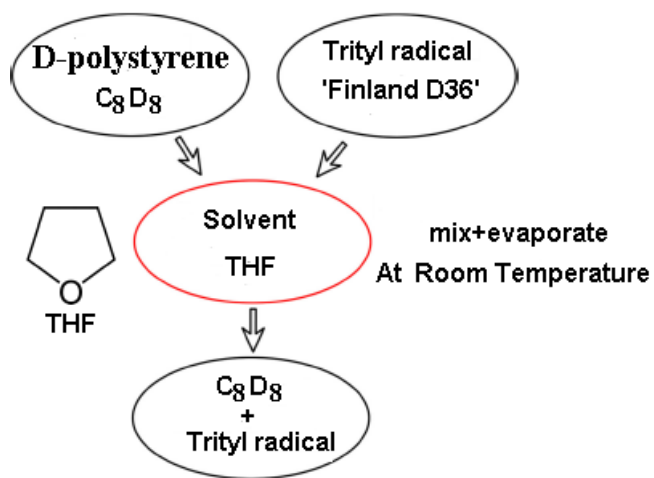 D-polystyrene
C8D8
Trityl radical
'Finland D36'
Solvent
THF
mix+evaporate
At Room Temperature
O
THF
C8D8
+
Trityl radical